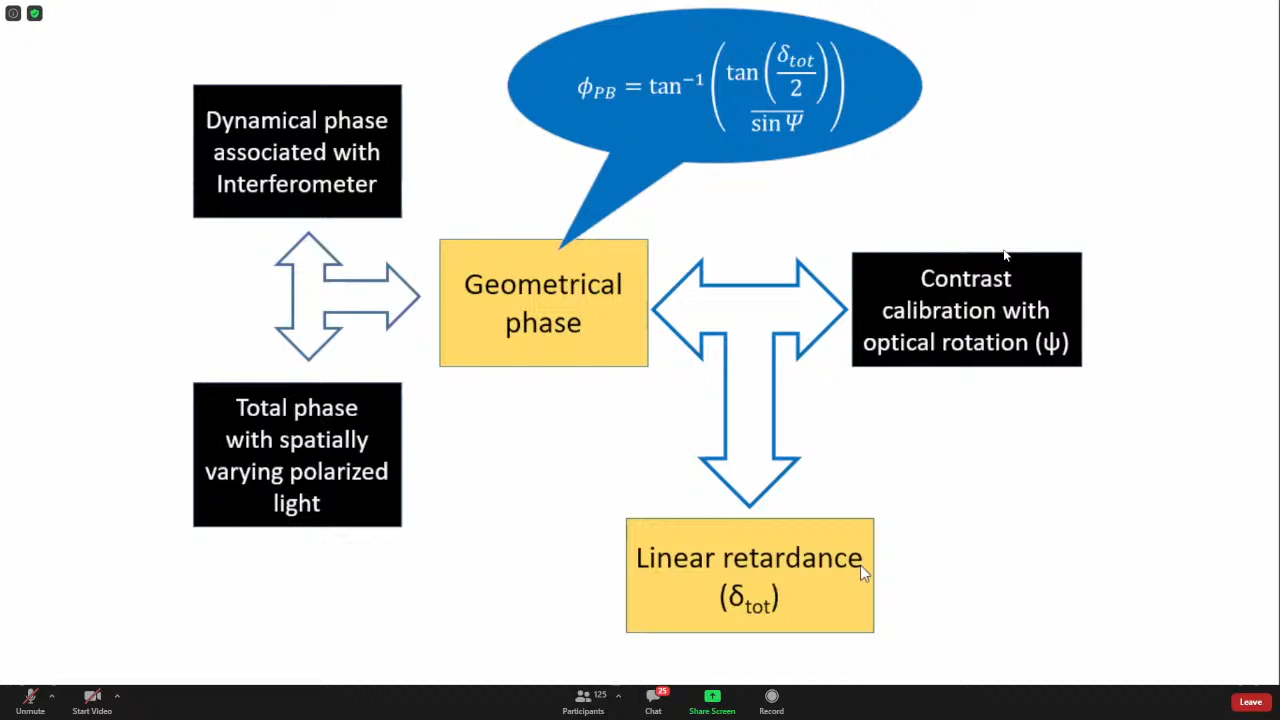 ϕ_PB = tan⁻¹ ( tan (δ_tot / 2) / sin Ψ )
Dynamical phase
associated with
Interferometer
Geometrical
phase
Contrast
calibration with
optical rotation (ψ)
Total phase
with spatially
varying polarized
light
Linear retardance
(δ_tot)
Unmute
Start Video
Participants
125
Chat
25
Share Screen
Record
Leave